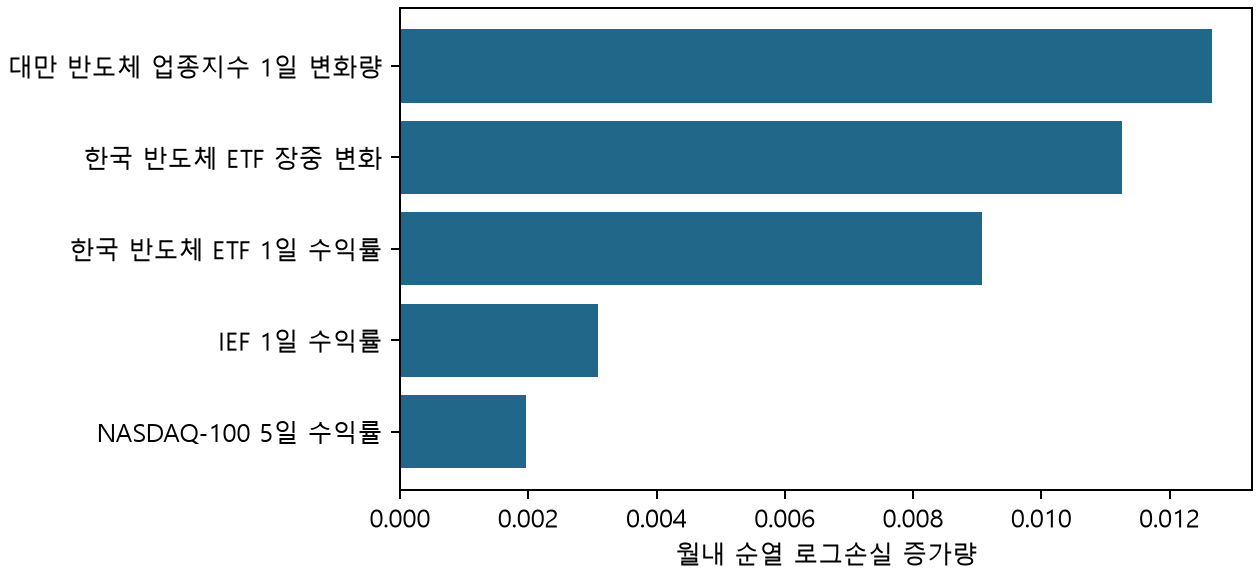 대만 반도체 업종지수 1일 변화량
한국 반도체 ETF 장중 변화
한국 반도체 ETF 1일 수익률
IEF 1일 수익률
NASDAQ-100 5일 수익률
0.000 0.002 0.004 0.006 0.008 0.010 0.012
월내 순열 로그손실 증가량